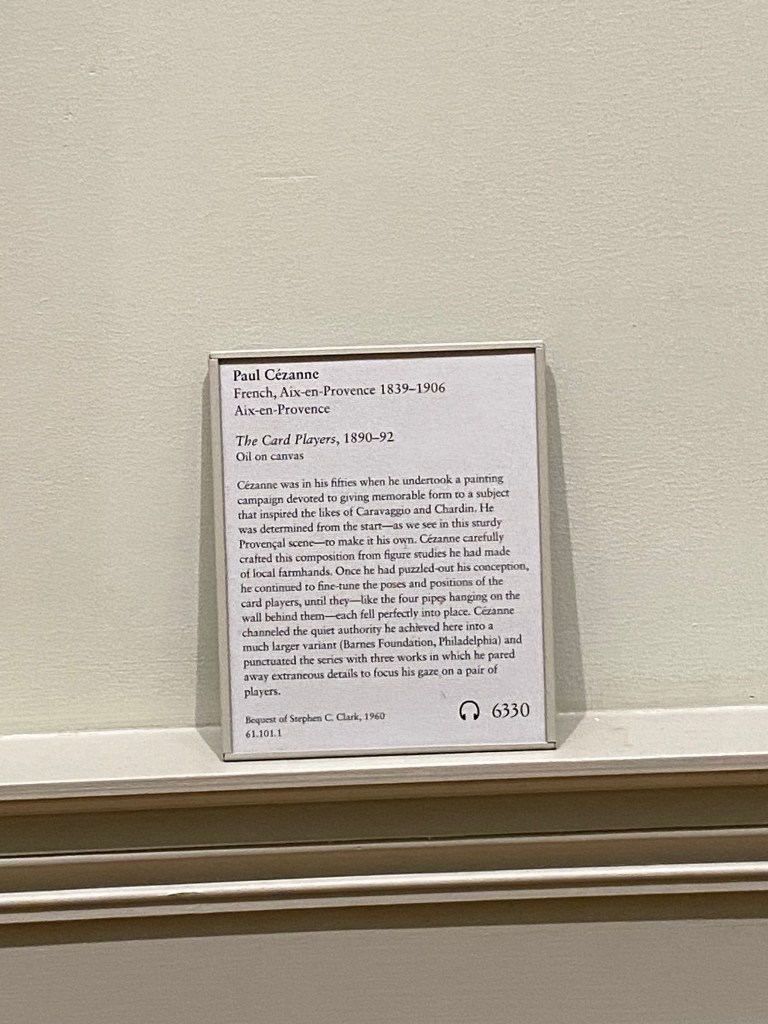 Paul Cézanne
French, Aix-en-Provence 1839–1906
Aix-en-Provence
The Card Players, 1890–92
Oil on canvas
Cézanne was in his fifties when he undertook a painting
campaign devoted to giving memorable form to a subject
that inspired the likes of Caravaggio and Chardin. He
was determined from the start—as we see in this sturdy
Provençal scene—to make it his own. Cézanne carefully
crafted this composition from figure studies he had made
of local farmhands. Once he had puzzled-out his conception,
he continued to fine-tune the poses and positions of the
card players, until they—like the four pipes hanging on the
wall behind them—each fell perfectly into place. Cézanne
channeled the quiet authority he achieved here into a
much larger variant (Barnes Foundation, Philadelphia) and
punctuated the series with three works in which he pared
away extraneous details to focus his gaze on a pair of
players.
Bequest of Stephen C. Clark, 1960
61.101.1
6330